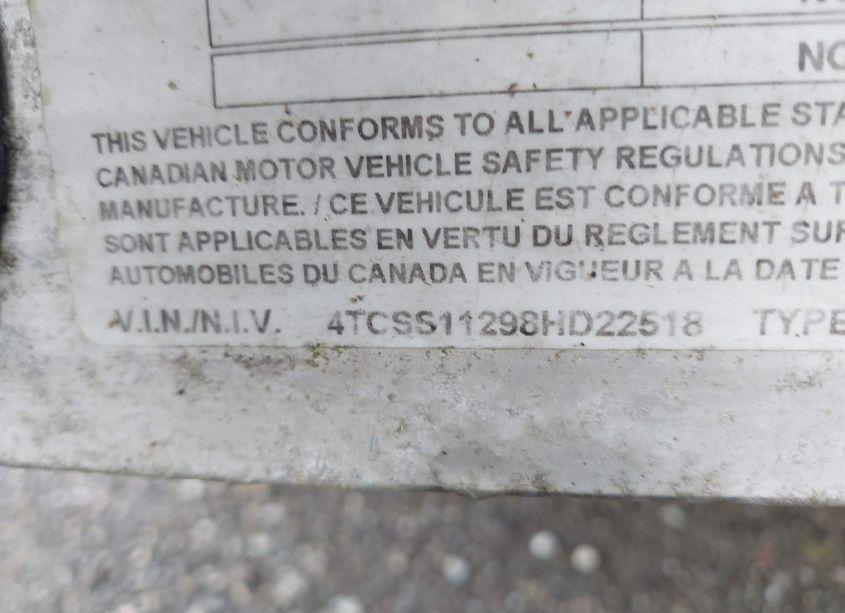 NO
THIS VEHICLE CONFORMS TO ALL APPLICABLE STA
CANADIAN MOTOR VEHICLE SAFETY REGULATIONS
MANUFACTURE. / CE VEHICULE EST CONFORME A T
SONT APPLICABLES EN VERTU DU REGLEMENT SUR
AUTOMOBILES DU CANADA EN VIGUEUR A LA DATE
V.I.N./N.I.V. 4TCSS11298HD22518 TYPE